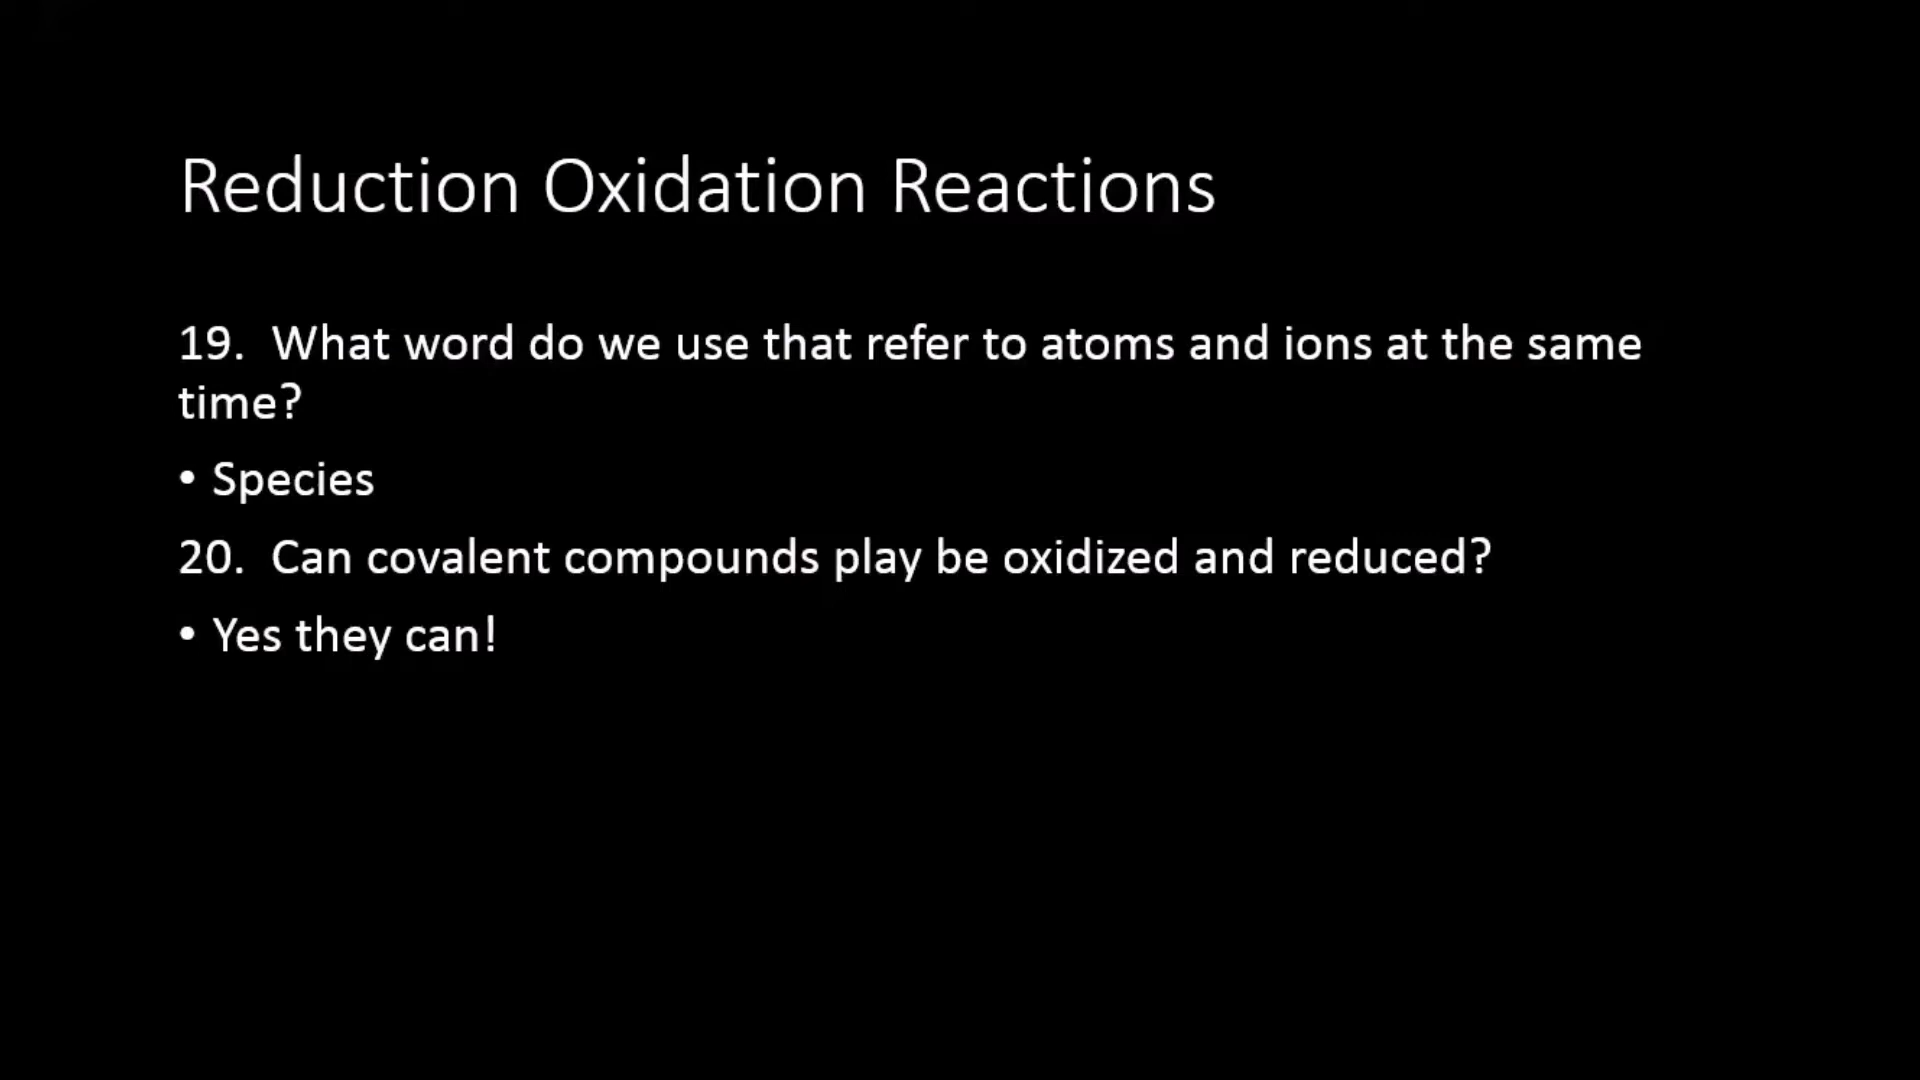 Reduction Oxidation Reactions
19. What word do we use that refer to atoms and ions at the same
time?
• Species
20. Can covalent compounds play be oxidized and reduced?
• Yes they can!